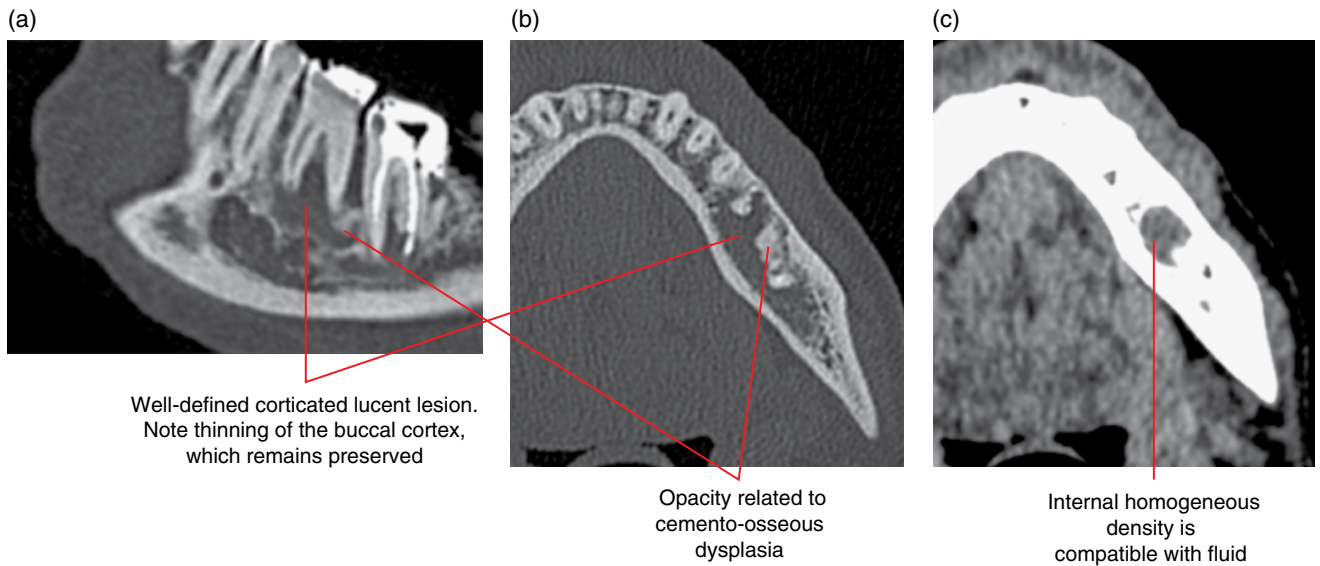 (a)
(b)
(c)
Well-defined corticated lucent lesion.
Note thinning of the buccal cortex,
which remains preserved
Opacity related to
cemento-osseous
dysplasia
Internal homogeneous
density is
compatible with fluid